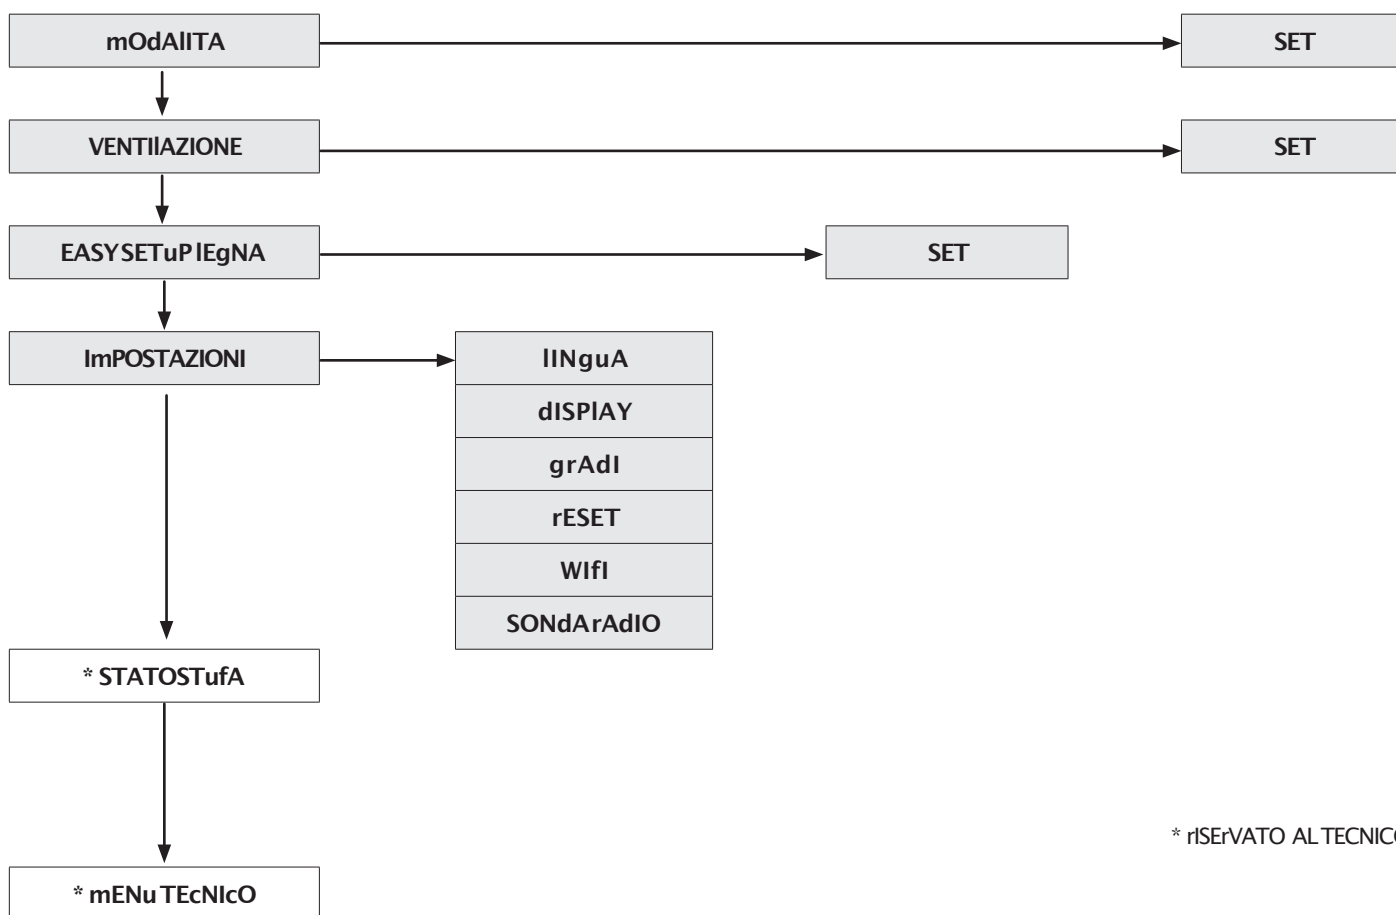 mOdAlITA
SET
VENTIlAZIONE
SET
EASY SETuP lEgNA
SET
ImPOSTAZIONI
lINguA
dISPlAY
grAdI
rESET
WIfI
SONdA rAdIO
* STATO STufA
* rISErVATO AL TECNICO
* mENu TEcNIcO